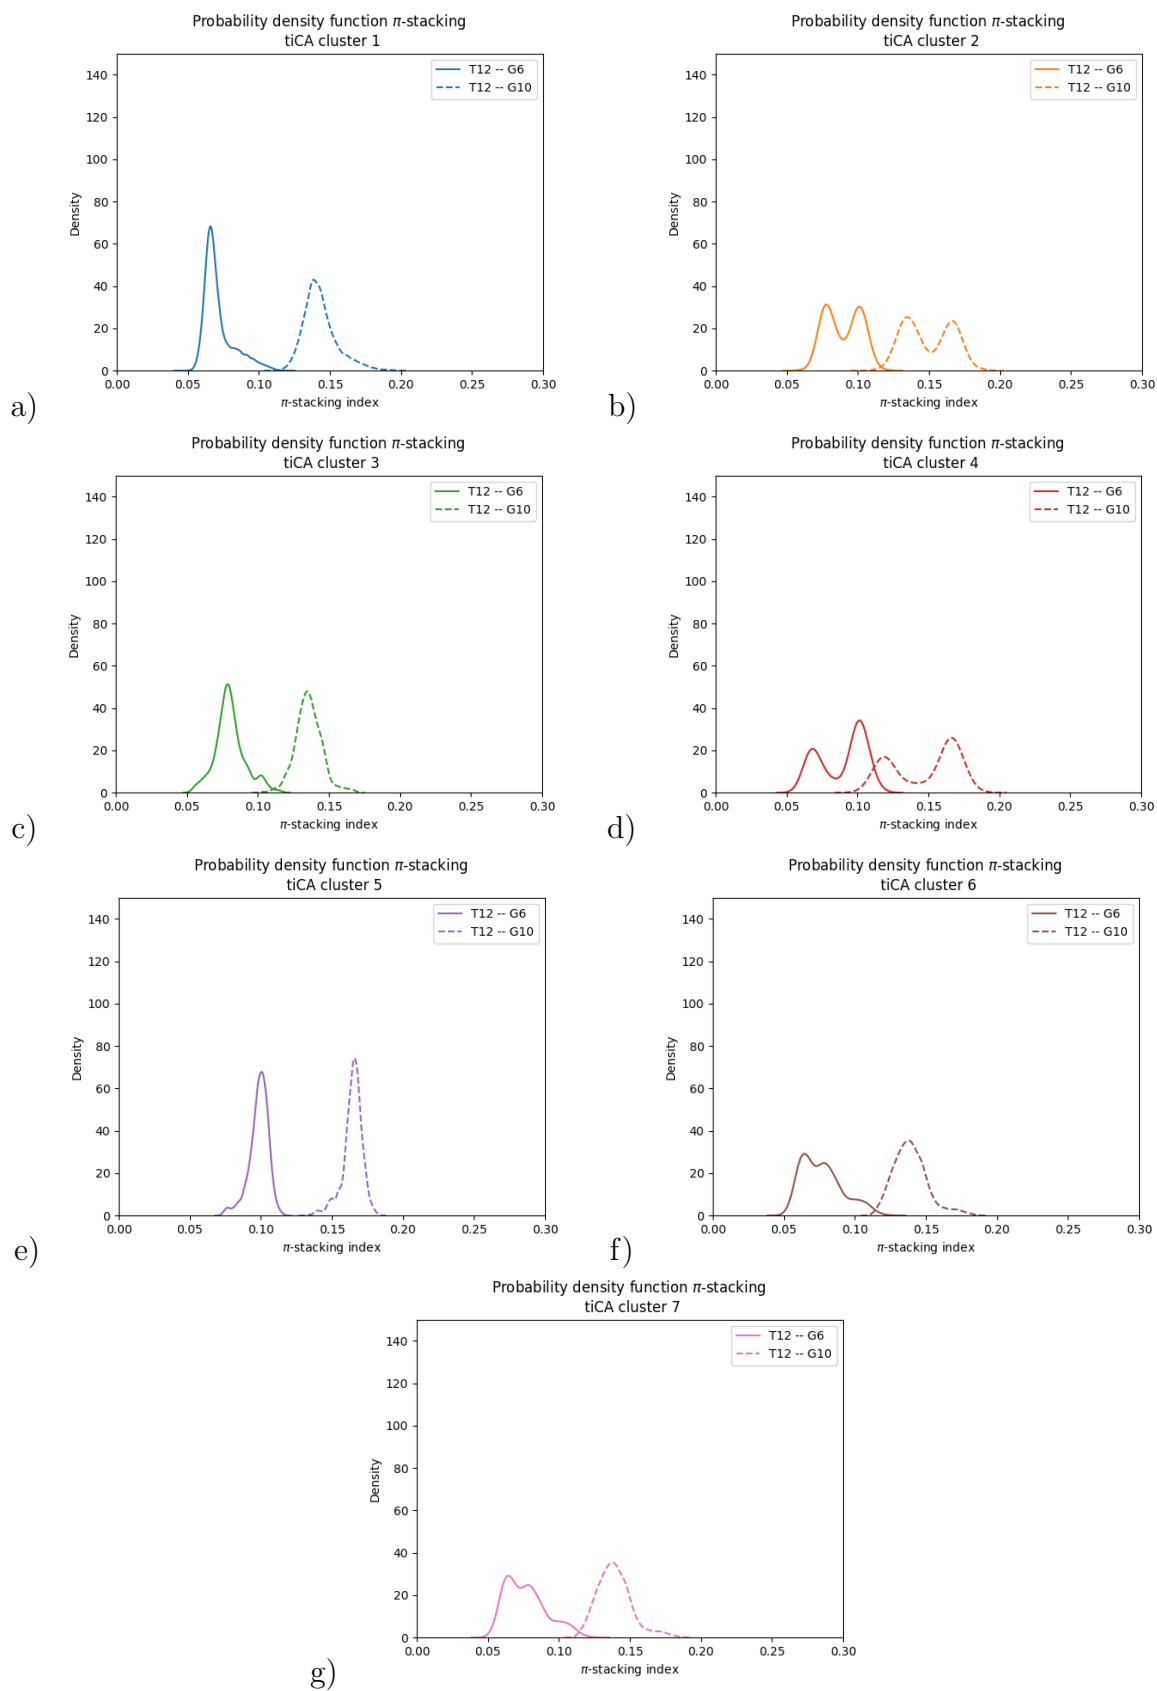 Probability density function π-stacking
tiCA cluster 1
T12 -- G6
T12 -- G10
Density
140
120
100
80
60
40
20
0
0.00 0.05 0.10 0.15 0.20 0.25 0.30
π-stacking index
a)
Probability density function π-stacking
tiCA cluster 2
T12 -- G6
T12 -- G10
Density
140
120
100
80
60
40
20
0
0.00 0.05 0.10 0.15 0.20 0.25 0.30
π-stacking index
b)
Probability density function π-stacking
tiCA cluster 3
T12 -- G6
T12 -- G10
Density
140
120
100
80
60
40
20
0
0.00 0.05 0.10 0.15 0.20 0.25 0.30
π-stacking index
c)
Probability density function π-stacking
tiCA cluster 4
T12 -- G6
T12 -- G10
Density
140
120
100
80
60
40
20
0
0.00 0.05 0.10 0.15 0.20 0.25 0.30
π-stacking index
d)
Probability density function π-stacking
tiCA cluster 5
T12 -- G6
T12 -- G10
Density
140
120
100
80
60
40
20
0
0.00 0.05 0.10 0.15 0.20 0.25 0.30
π-stacking index
e)
Probability density function π-stacking
tiCA cluster 6
T12 -- G6
T12 -- G10
Density
140
120
100
80
60
40
20
0
0.00 0.05 0.10 0.15 0.20 0.25 0.30
π-stacking index
f)
Probability density function π-stacking
tiCA cluster 7
T12 -- G6
T12 -- G10
Density
140
120
100
80
60
40
20
0
0.00 0.05 0.10 0.15 0.20 0.25 0.30
π-stacking index
g)